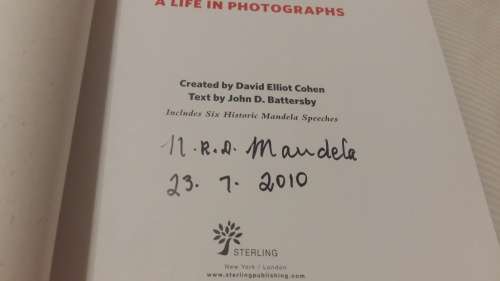 A LIFE IN PHOTOGRAPHS
Created by David Elliot Cohen
Text by John D. Battersby
Includes Six Historic Mandela Speeches
N.R.D. Mandela
23. 7. 2010
STERLING
New York / London
www.sterlingpublishing.com